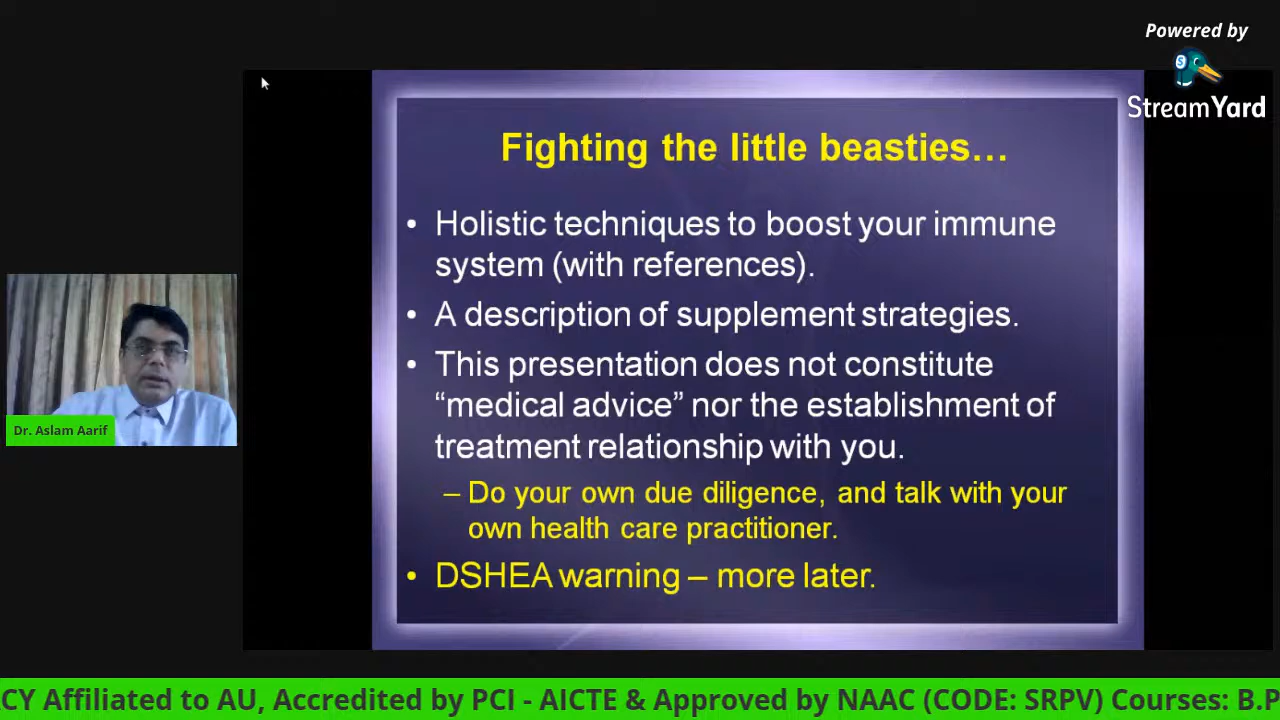 Powered by
StreamYard
Fighting the little beasties…
• Holistic techniques to boost your immune
system (with references).
• A description of supplement strategies.
• This presentation does not constitute
“medical advice” nor the establishment of
treatment relationship with you.
– Do your own due diligence, and talk with your
own health care practitioner.
• DSHEA warning – more later.
Dr. Aslam Aarif
CY Affiliated to AU, Accredited by PCI - AICTE & Approved by NAAC (CODE: SRPV) Courses: B.P